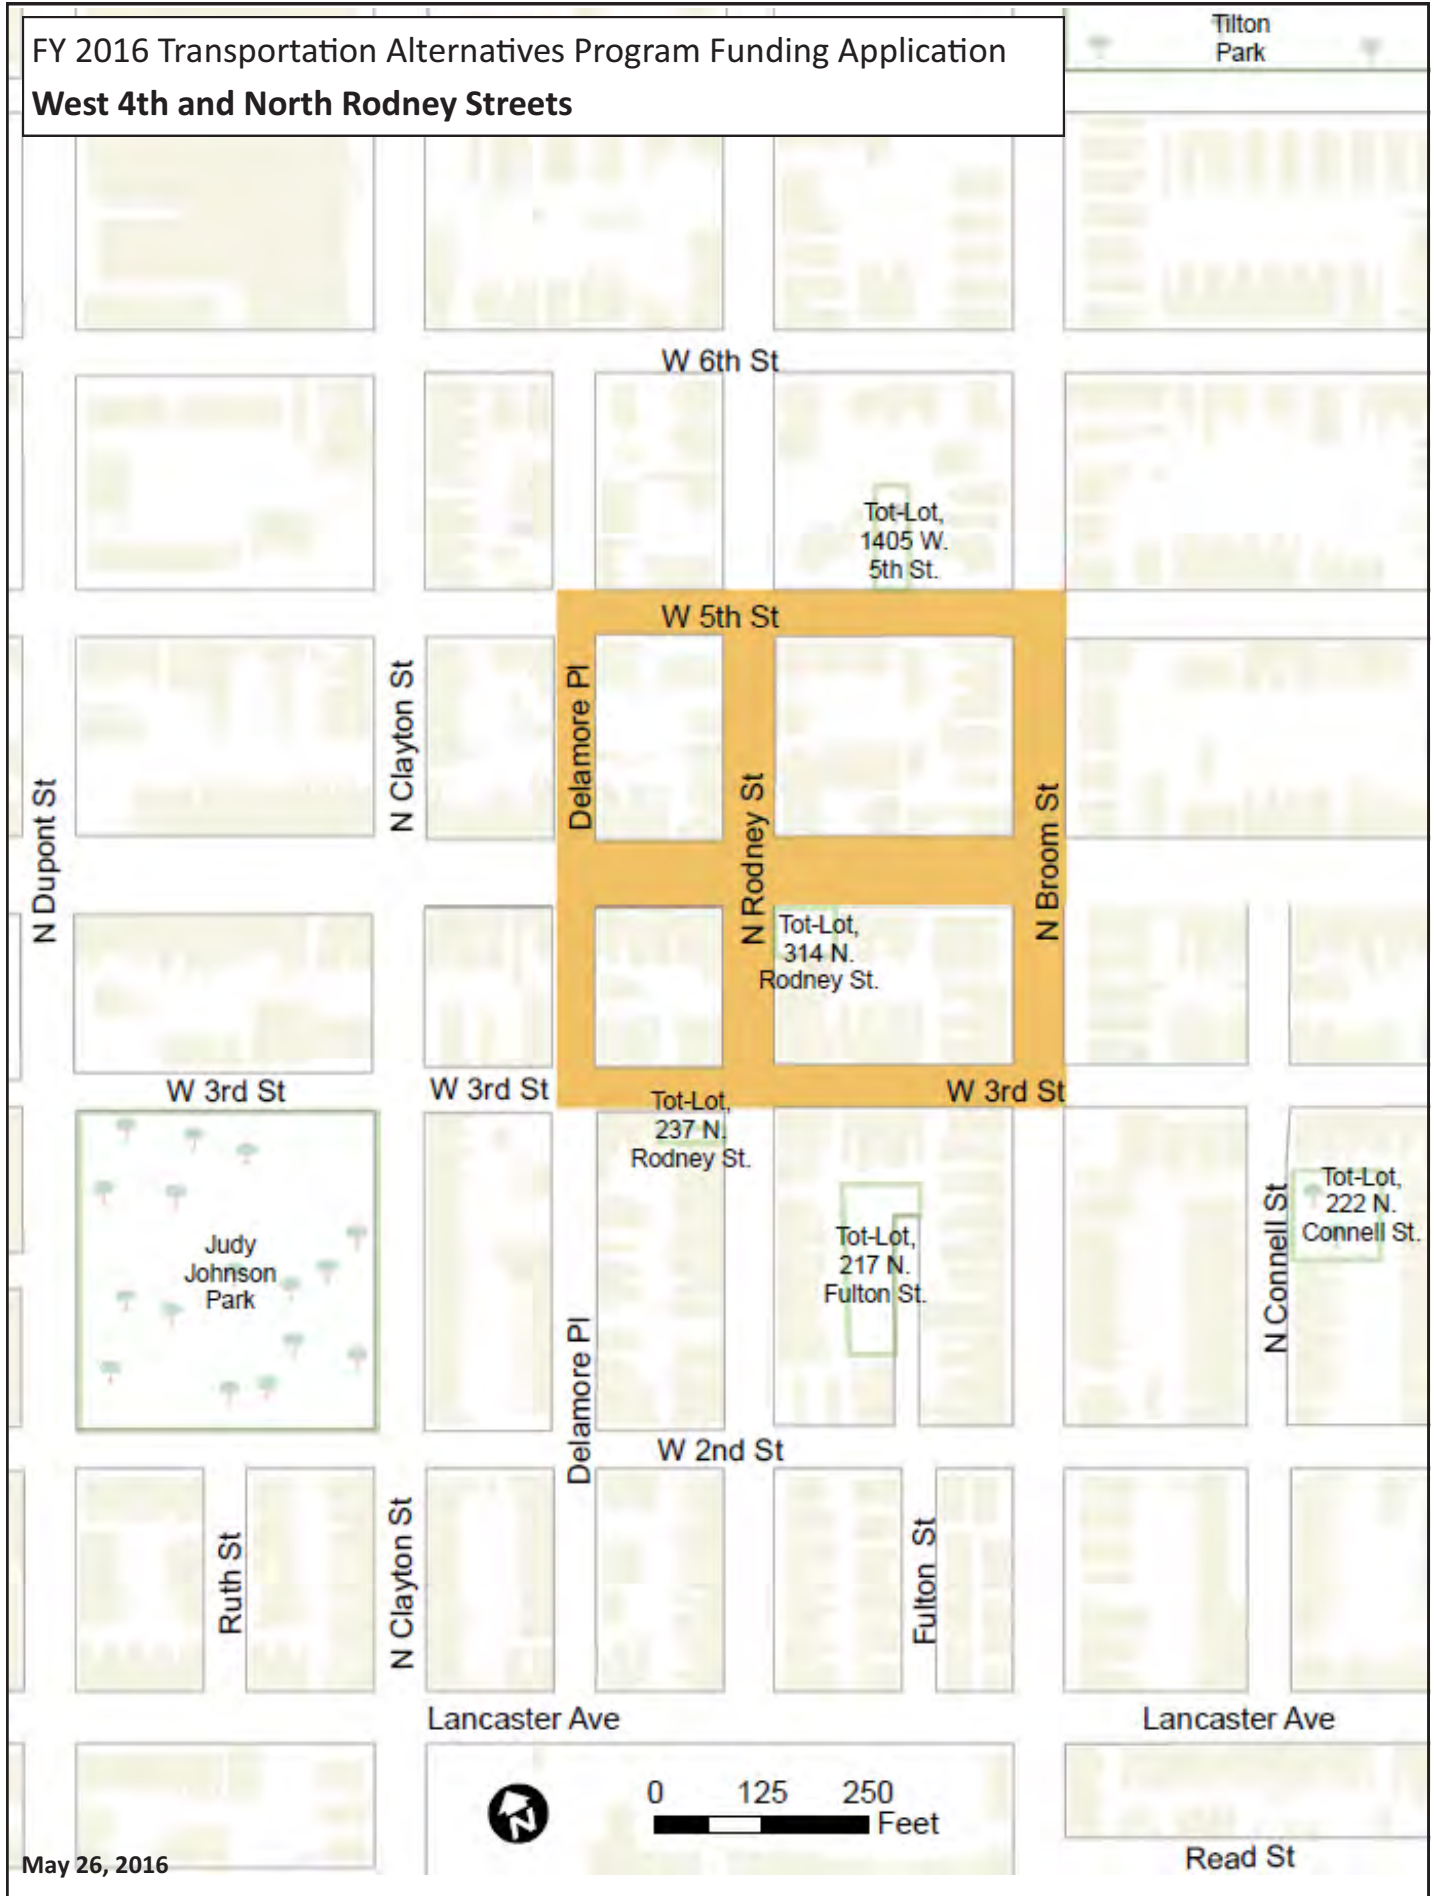 FY 2016 Transportation Alternatives Program Funding Application
West 4th and North Rodney Streets
Tilton
Park
W 6th St
Tot-Lot,
1405 W.
5th St.
W 5th St
N Dupont St
N Clayton St
Delamore Pl
N Rodney St
N Broom St
Tot-Lot,
314 N.
Rodney St.
W 3rd St
W 3rd St
W 3rd St
Tot-Lot,
237 N.
Rodney St.
Judy
Johnson
Park
Tot-Lot,
217 N.
Fulton St.
N Connell St
Tot-Lot,
222 N.
Connell St.
Delamore Pl
W 2nd St
Ruth St
N Clayton St
Fulton St
Lancaster Ave
Lancaster Ave
N
0 125 250
Feet
Read St
May 26, 2016